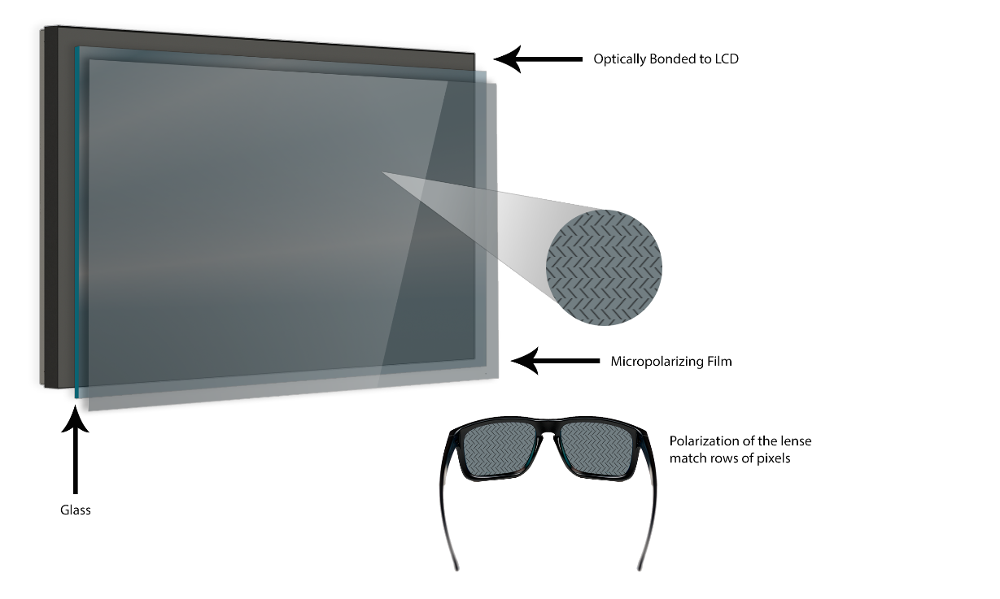 Optically Bonded to LCD
Micropolarizing Film
Polarization of the lense
match rows of pixels
Glass